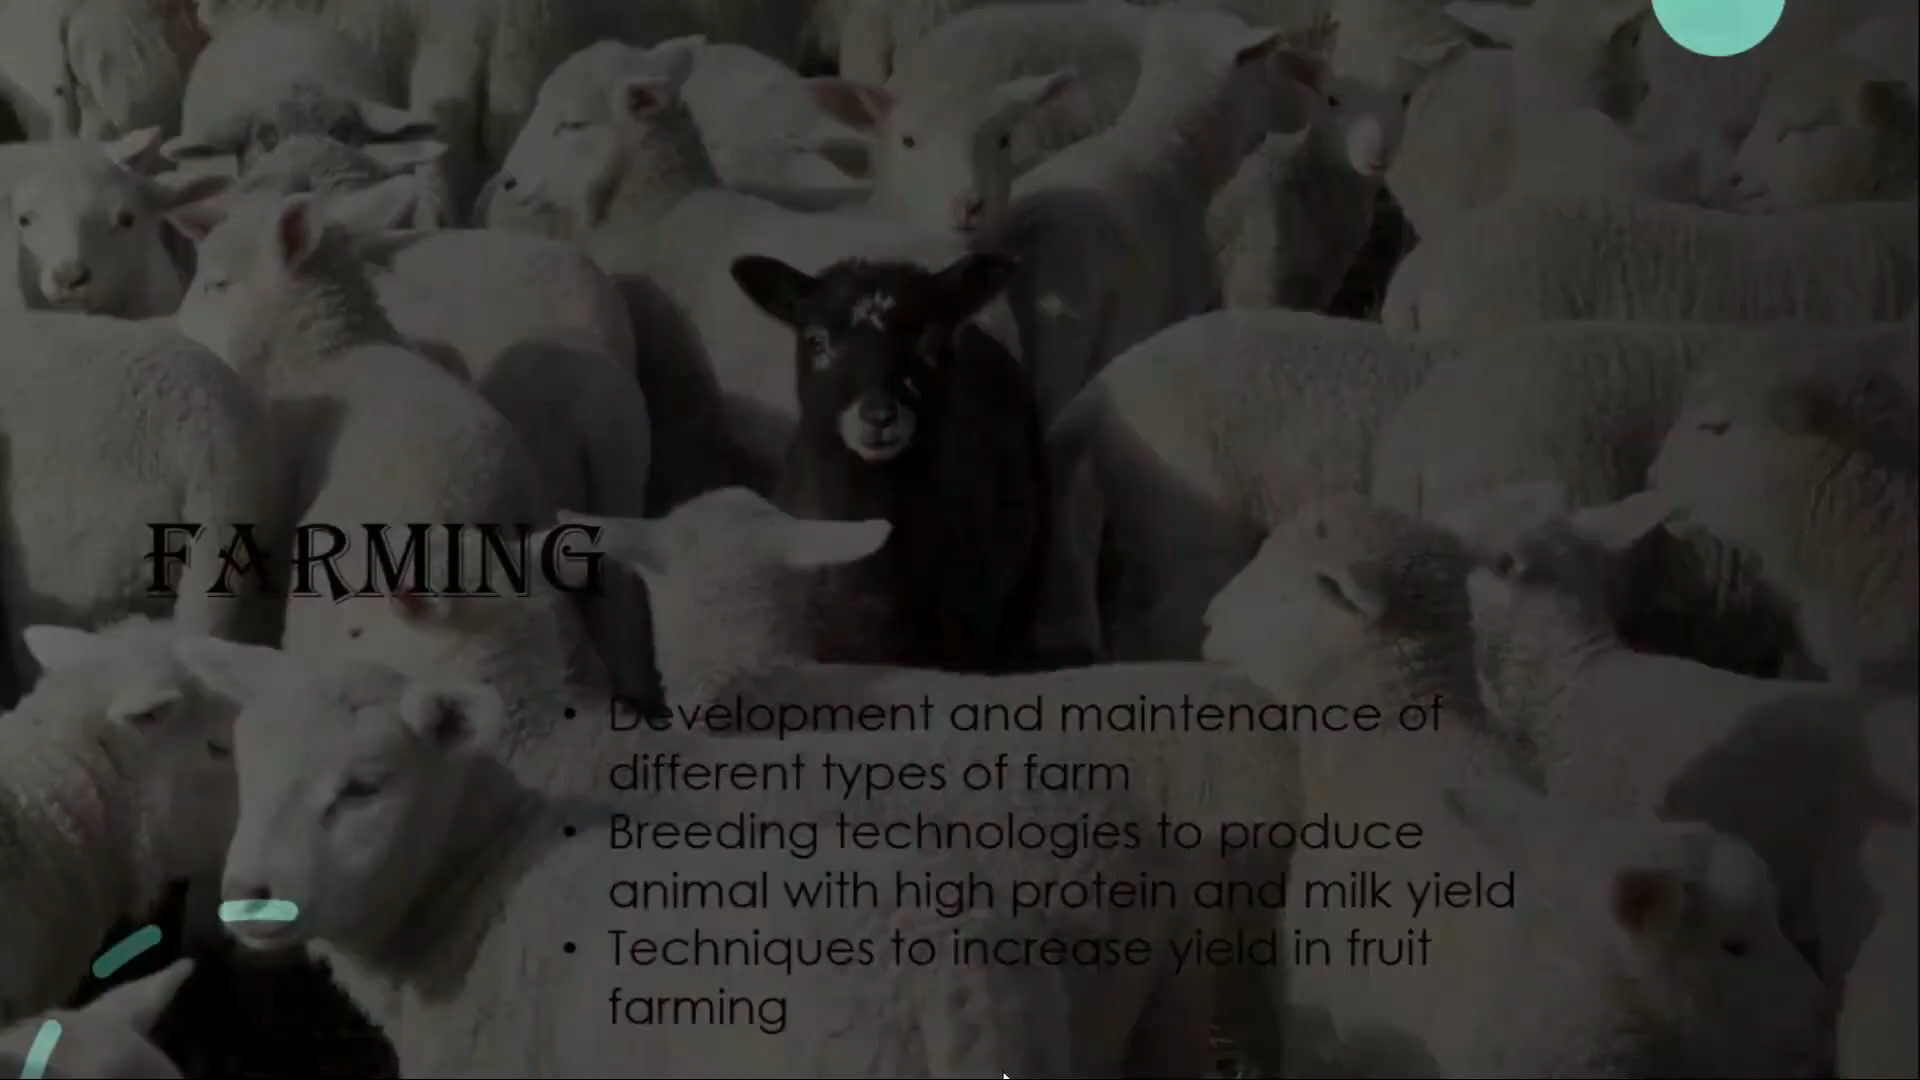 FARMING
• Development and maintenance of
different types of farm
• Breeding technologies to produce
animal with high protein and milk yield
• Techniques to increase yield in fruit
farming